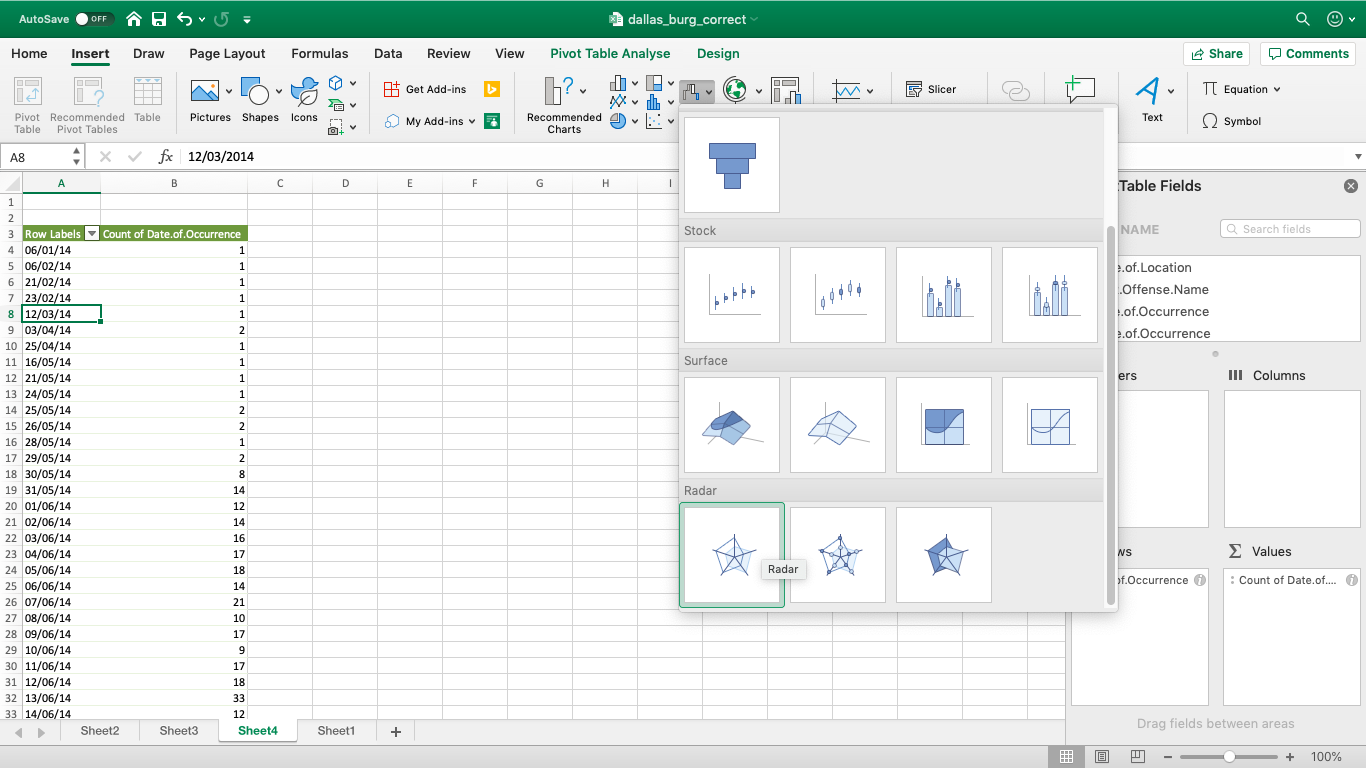 AutoSave OFF dallas_burg_correct
Home Insert Draw Page Layout Formulas Data Review View Pivot Table Analyse Design Share Comments
Pivot Table
Recommended Pivot Tables
Table
Pictures
Shapes
Icons
Get Add-ins
My Add-ins
Recommended Charts
Slicer
Text
Equation
Symbol
A8 fx 12/03/2014
A B C D E F G H I
1
2
3 Row Labels Count of Date.of.Occurrence
4 06/01/14 1
5 06/02/14 1
6 21/02/14 1
7 23/02/14 1
8 12/03/14 1
9 03/04/14 2
10 25/04/14 1
11 16/05/14 1
12 21/05/14 1
13 24/05/14 1
14 25/05/14 2
15 26/05/14 2
16 28/05/14 1
17 29/05/14 2
18 30/05/14 8
19 31/05/14 14
20 01/06/14 12
21 02/06/14 14
22 03/06/14 16
23 04/06/14 17
24 05/06/14 18
25 06/06/14 14
26 07/06/14 21
27 08/06/14 10
28 09/06/14 17
29 10/06/14 9
30 11/06/14 17
31 12/06/14 18
32 13/06/14 33
33 14/06/14 12
Stock
Surface
Radar
Radar
Table Fields
NAME Search fields
e.of.Location
.Offense.Name
.of.Occurrence
e.of.Occurrence
ers Columns
ws Values
f.Occurrence Count of Date.of....
Drag fields between areas
Sheet2 Sheet3 Sheet4 Sheet1
100%